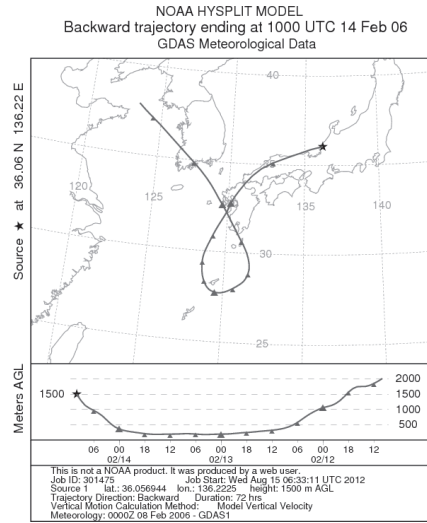 NOAA HYSPLIT MODEL
Backward trajectory ending at 1000 UTC 14 Feb 06
GDAS Meteorological Data
Source ★ at 36.06 N 136.22 E
40
120
125
135
140
30
25
Meters AGL
1500
2000
1500
1000
500
06 00 18 12 06 00 18 12 06 00 18 12
02/14 02/13 02/12
This is not a NOAA product. It was produced by a web user.
Job ID: 301475 Job Start: Wed Aug 15 06:33:11 UTC 2012
Source 1 lat.: 36.056944 lon.: 136.2225 height: 1500 m AGL
Trajectory Direction: Backward Duration: 72 hrs
Vertical Motion Calculation Method: Model Vertical Velocity
Meteorology: 0000Z 08 Feb 2006 - GDAS1